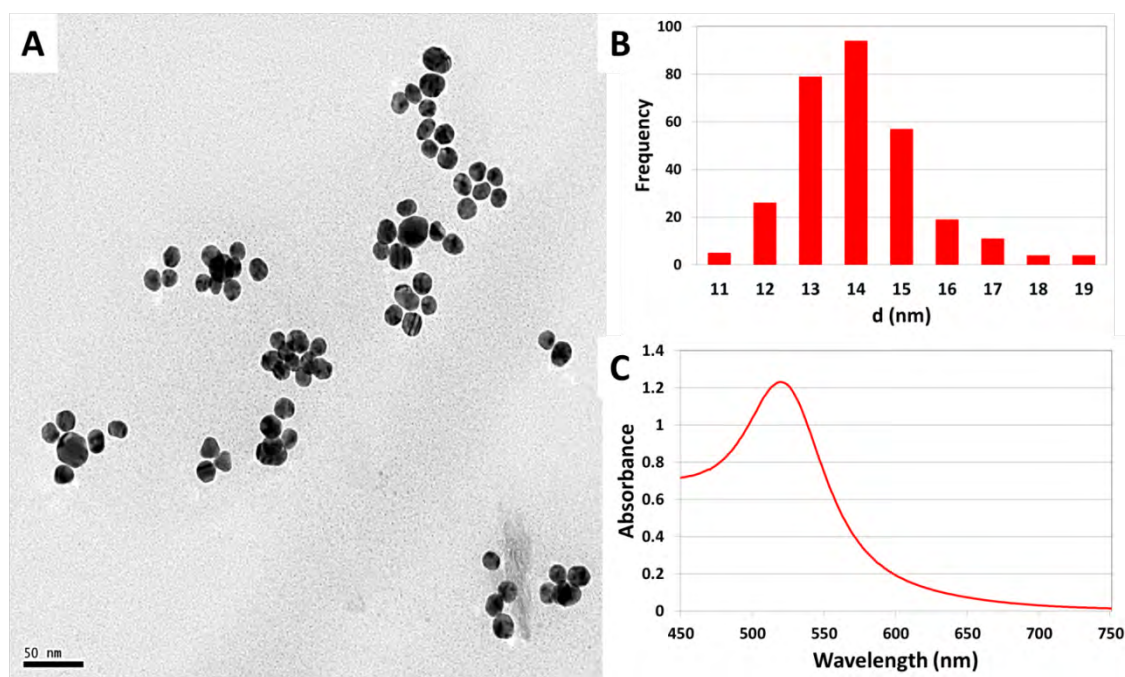 A
50 nm
B
Frequency
100
80
60
40
20
0
11 12 13 14 15 16 17 18 19
d (nm)
C
Absorbance
1.4
1.2
1
0.8
0.6
0.4
0.2
0
450 500 550 600 650 700 750
Wavelength (nm)